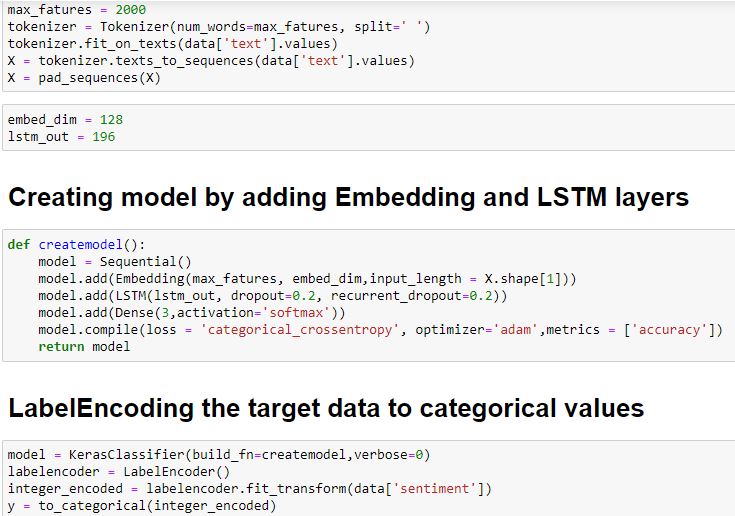 max_fatures = 2000
tokenizer = Tokenizer(num_words=max_fatures, split=' ')
tokenizer.fit_on_texts(data['text'].values)
X = tokenizer.texts_to_sequences(data['text'].values)
X = pad_sequences(X)
embed_dim = 128
lstm_out = 196
Creating model by adding Embedding and LSTM layers
def createmodel():
    model = Sequential()
    model.add(Embedding(max_fatures, embed_dim,input_length = X.shape[1]))
    model.add(LSTM(lstm_out, dropout=0.2, recurrent_dropout=0.2))
    model.add(Dense(3,activation='softmax'))
    model.compile(loss = 'categorical_crossentropy', optimizer='adam',metrics = ['accuracy'])
    return model
LabelEncoding the target data to categorical values
model = KerasClassifier(build_fn=createmodel,verbose=0)
labelencoder = LabelEncoder()
integer_encoded = labelencoder.fit_transform(data['sentiment'])
y = to_categorical(integer_encoded)